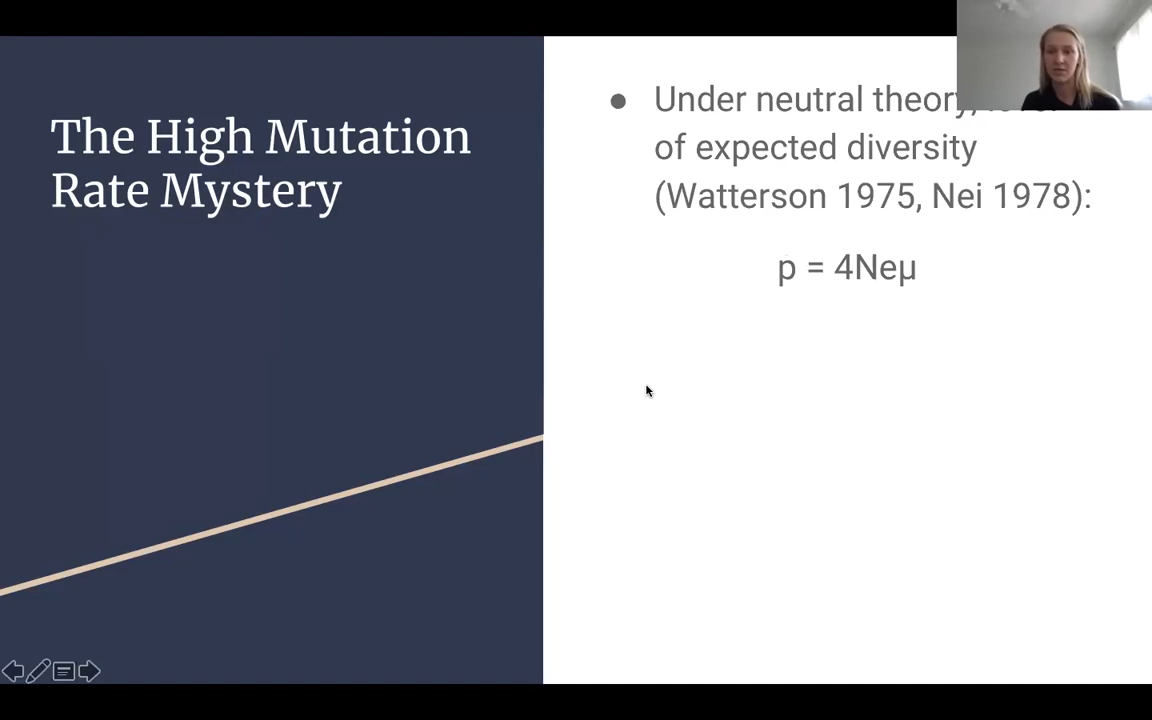 The High Mutation
Rate Mystery
● Under neutral theory,
of expected diversity
(Watterson 1975, Nei 1978):
p = 4Neµ